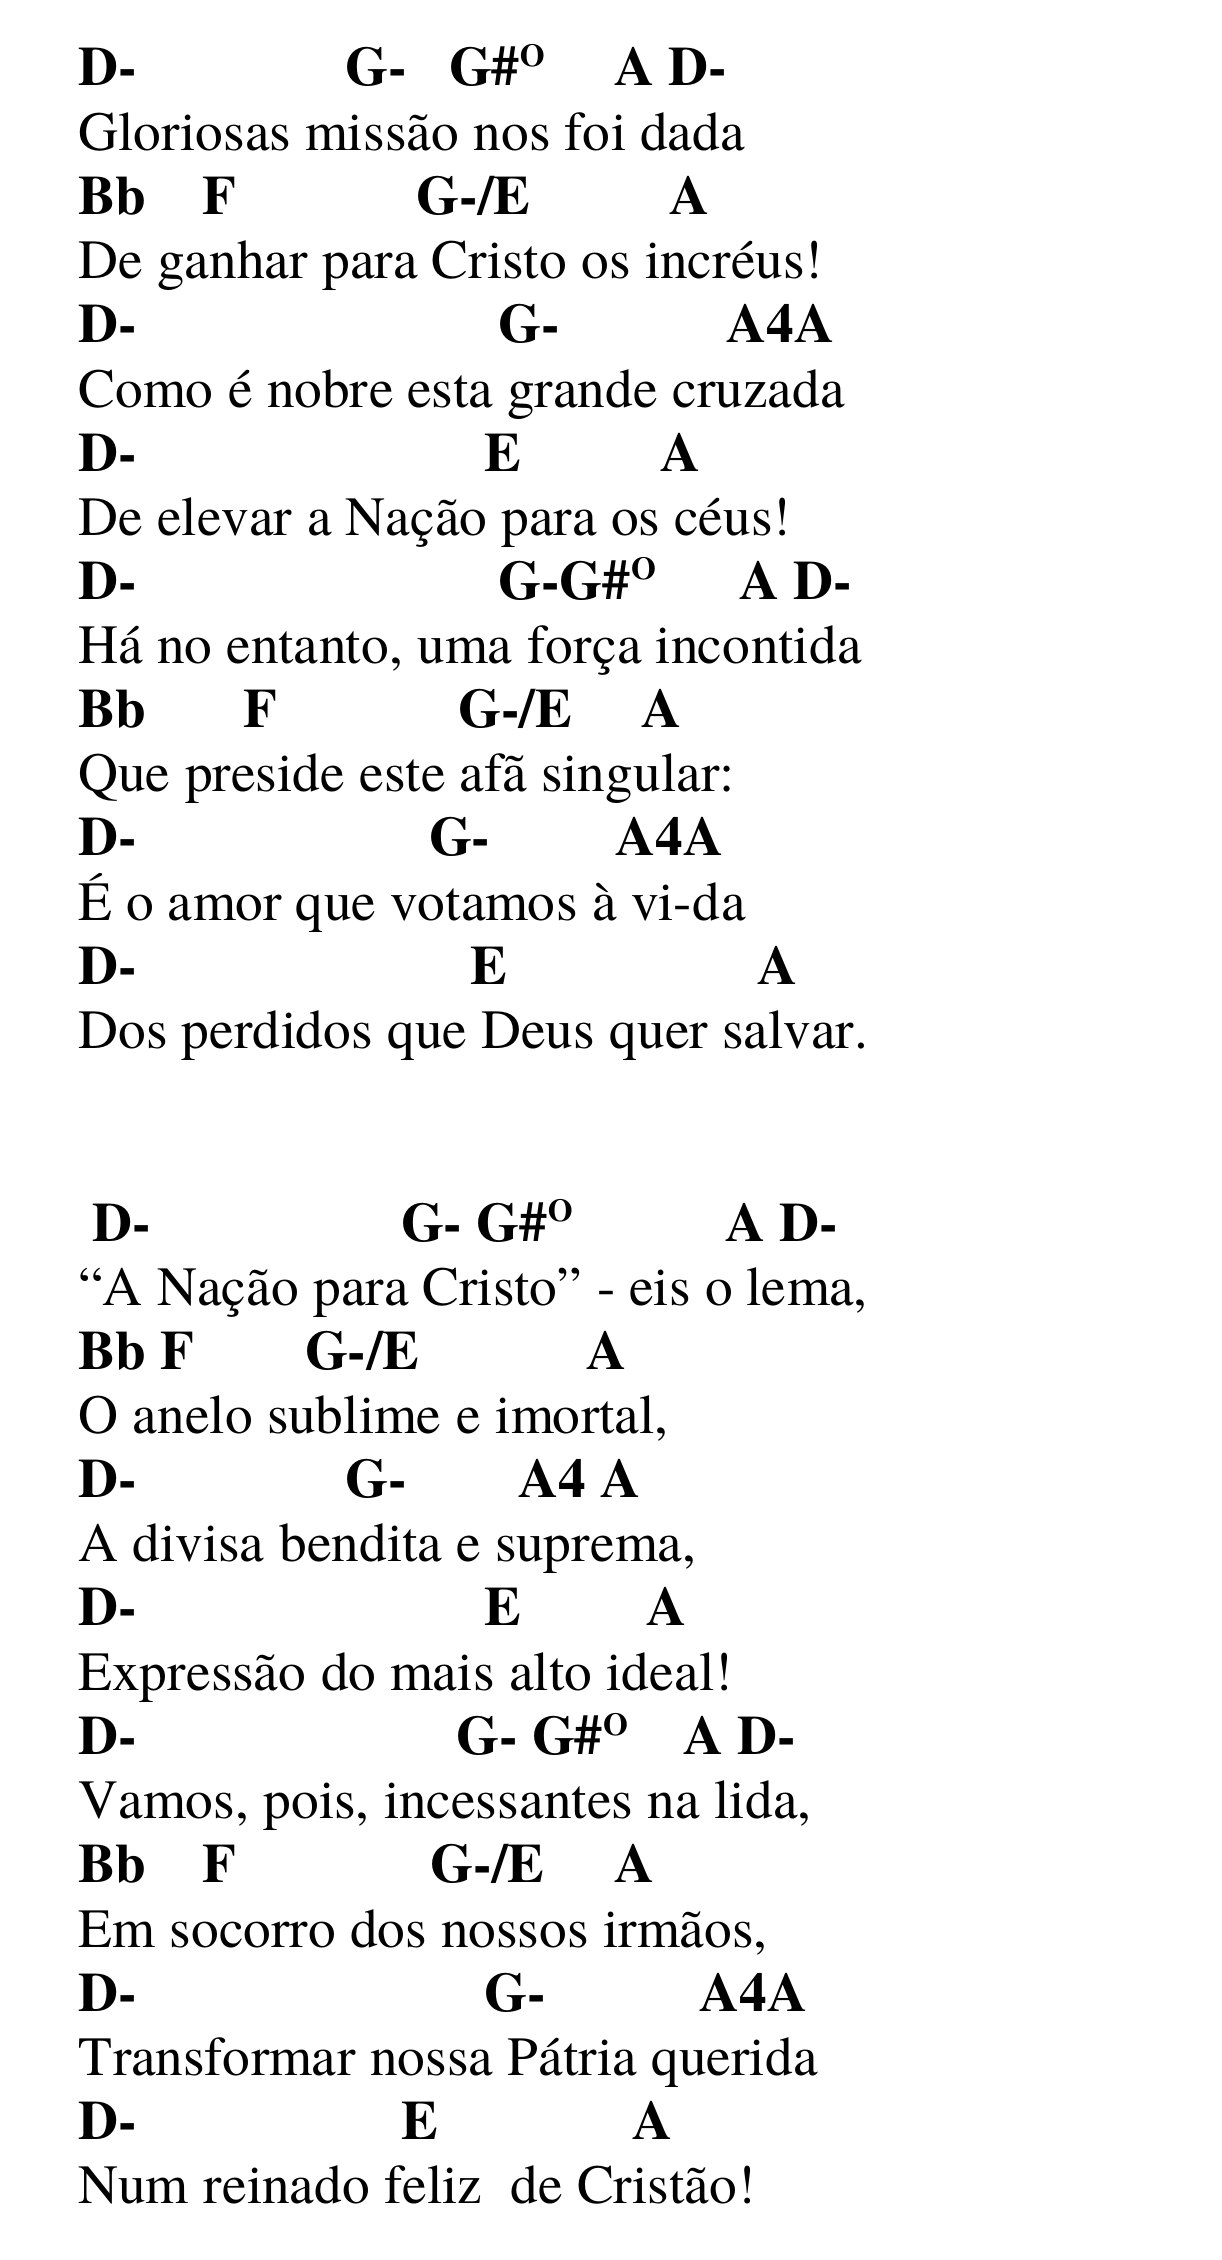 D- G- G#º A D-
Gloriosas missão nos foi dada
Bb F G-/E A
De ganhar para Cristo os incréus!
D- G- A4A
Como é nobre esta grande cruzada
D- E A
De elevar a Nação para os céus!
D- G-G#º A D-
Há no entanto, uma força incontida
Bb F G-/E A
Que preside este afã singular:
D- G- A4A
É o amor que votamos à vi-da
D- E A
Dos perdidos que Deus quer salvar.
D- G- G#º A D-
“A Nação para Cristo” - eis o lema,
Bb F G-/E A
O anelo sublime e imortal,
D- G- A4 A
A divisa bendita e suprema,
D- E A
Expressão do mais alto ideal!
D- G- G#º A D-
Vamos, pois, incessantes na lida,
Bb F G-/E A
Em socorro dos nossos irmãos,
D- G- A4A
Transformar nossa Pátria querida
D- E A
Num reinado feliz  de Cristão!